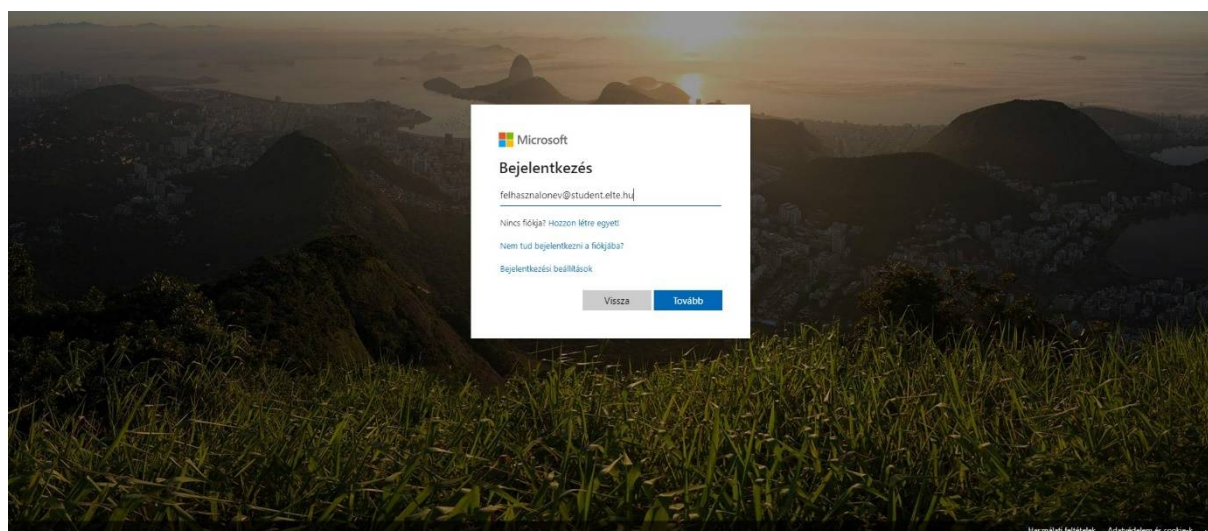 Microsoft
Bejelentkezés
felhasznalonev@student.elte.hu
Nincs fiókja? Hozzon létre egyet!
Nem tud bejelentkezni a fiókjába?
Bejelentkezési beállítások
Vissza Tovább
Használati feltételek Adatvédelem és cookie-k